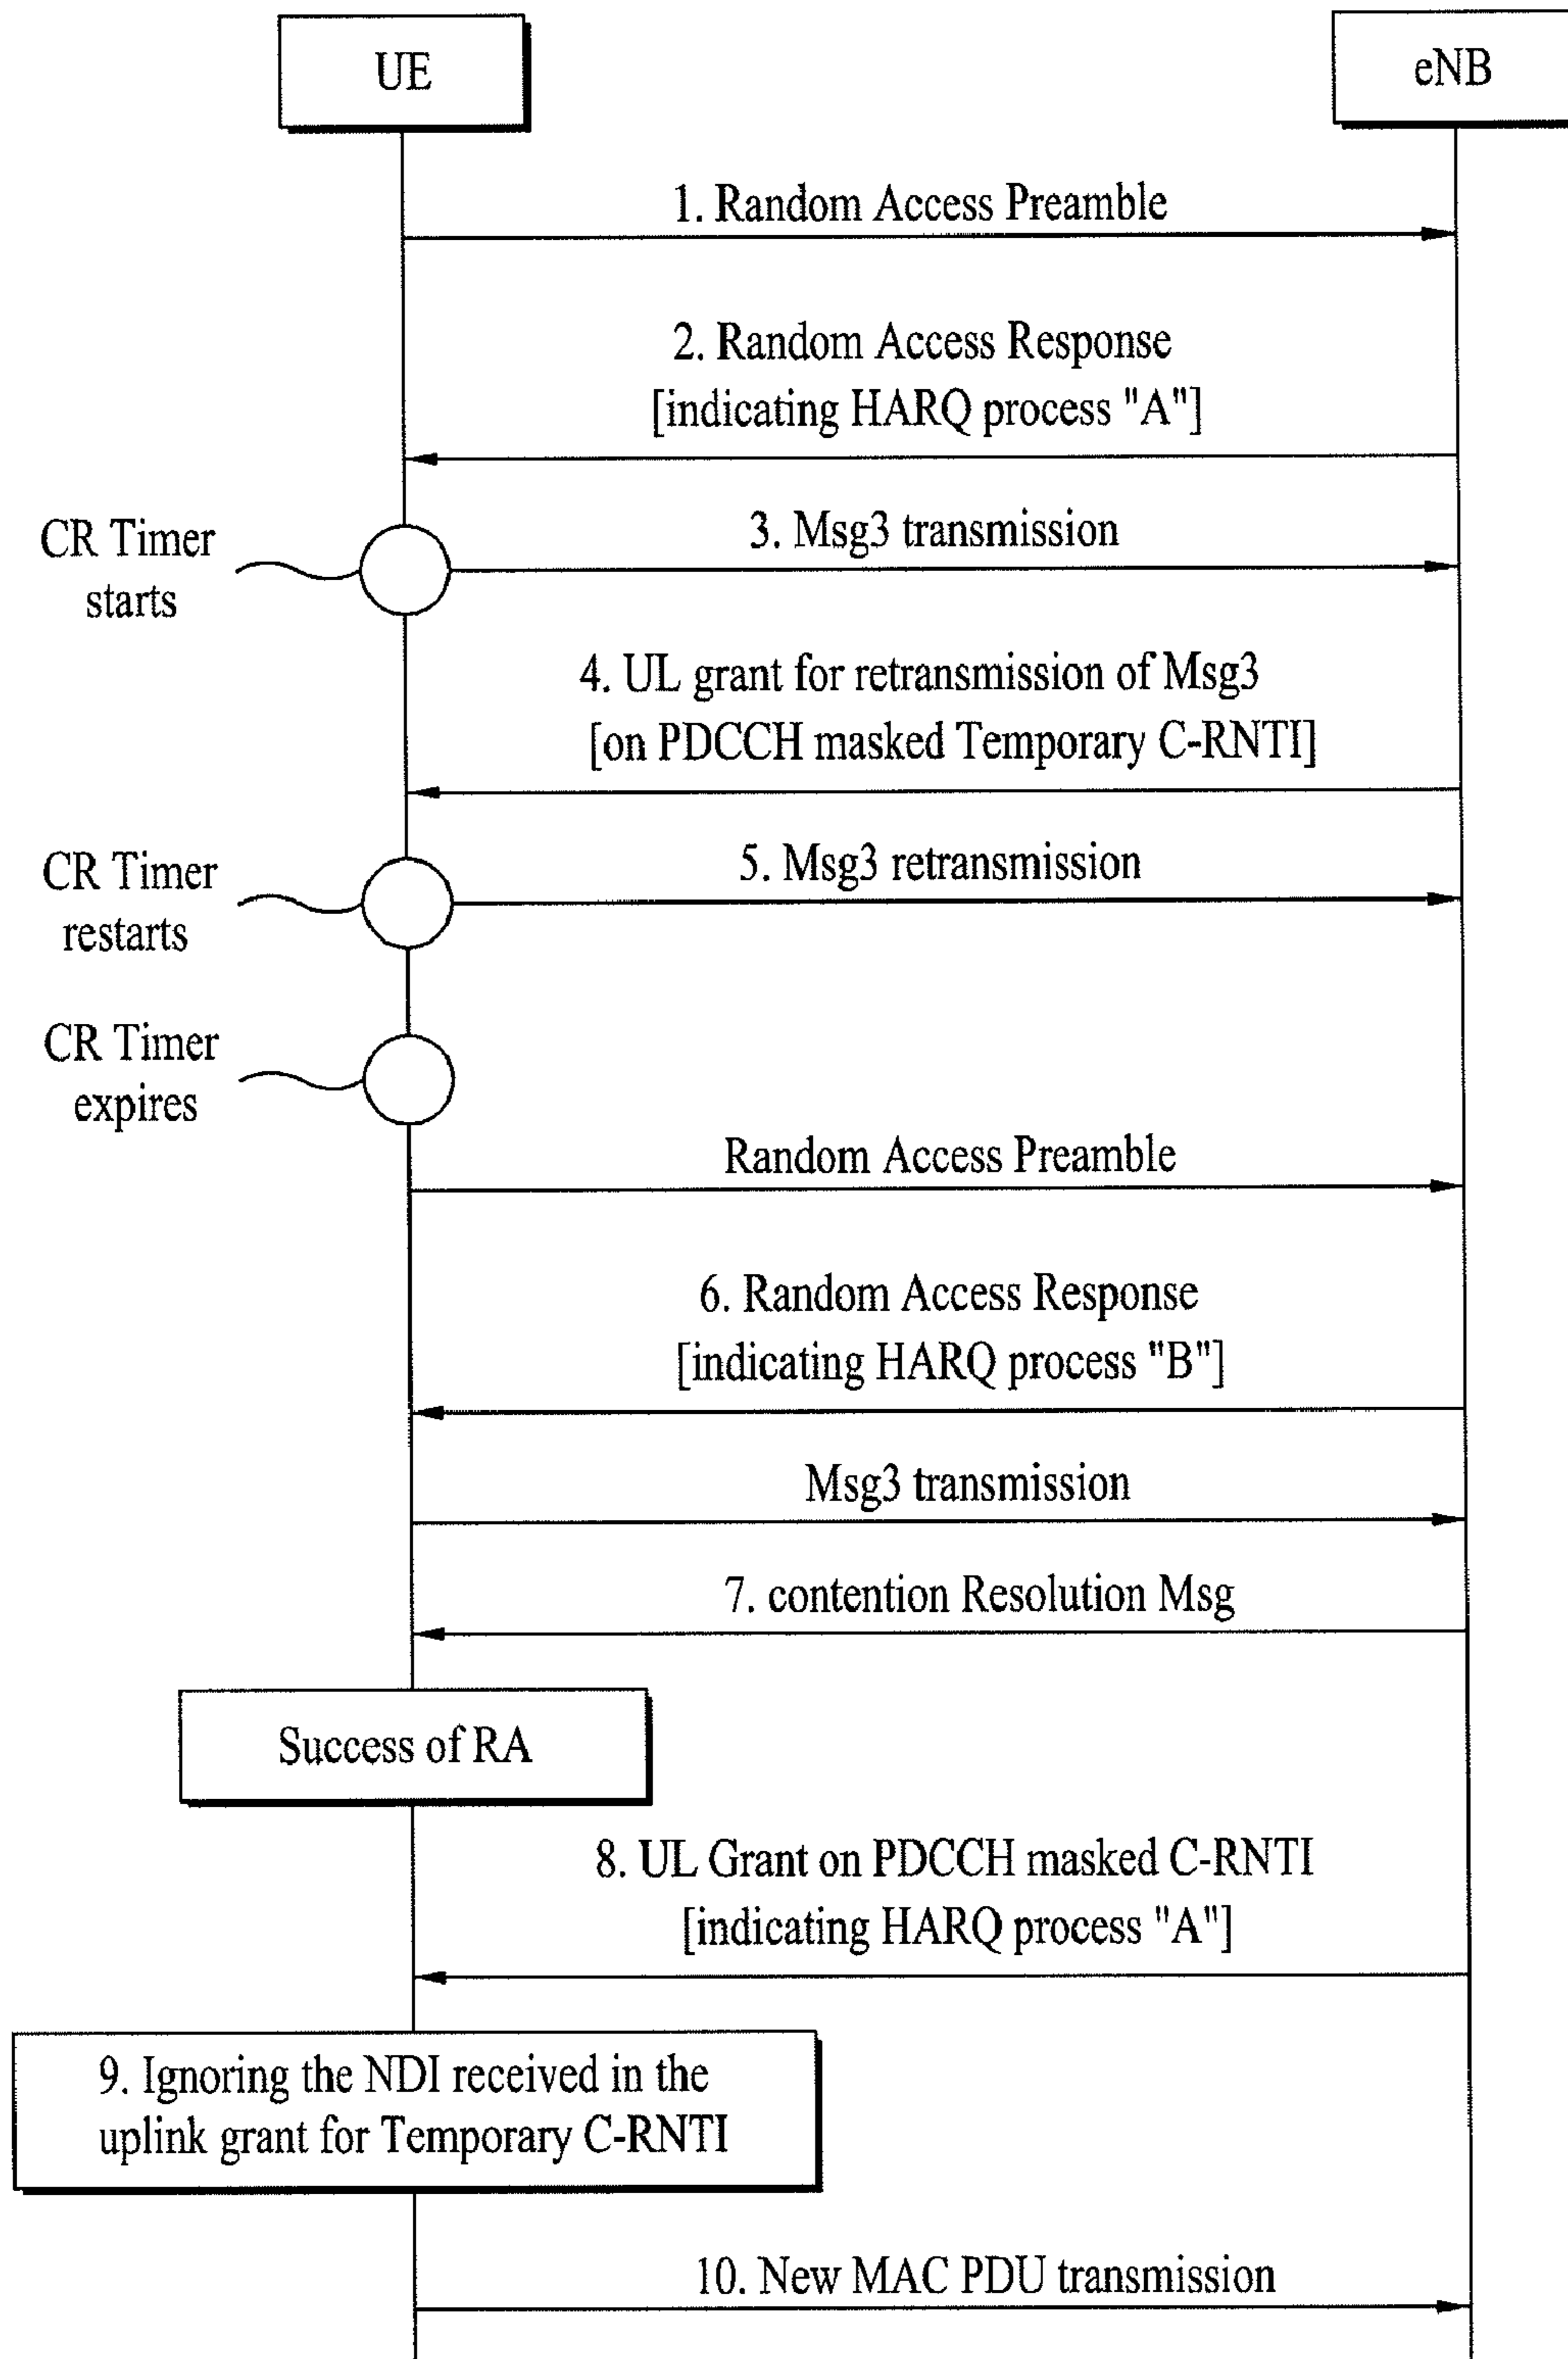 UE
eNB
1. Random Access Preamble
2. Random Access Response
[indicating HARQ process "A"]
CR Timer
starts
3. Msg3 transmission
4. UL grant for retransmission of Msg3
[on PDCCH masked Temporary C-RNTI]
CR Timer
restarts
5. Msg3 retransmission
CR Timer
expires
Random Access Preamble
6. Random Access Response
[indicating HARQ process "B"]
Msg3 transmission
7. contention Resolution Msg
Success of RA
8. UL Grant on PDCCH masked C-RNTI
[indicating HARQ process "A"]
9. Ignoring the NDI received in the
uplink grant for Temporary C-RNTI
10. New MAC PDU transmission